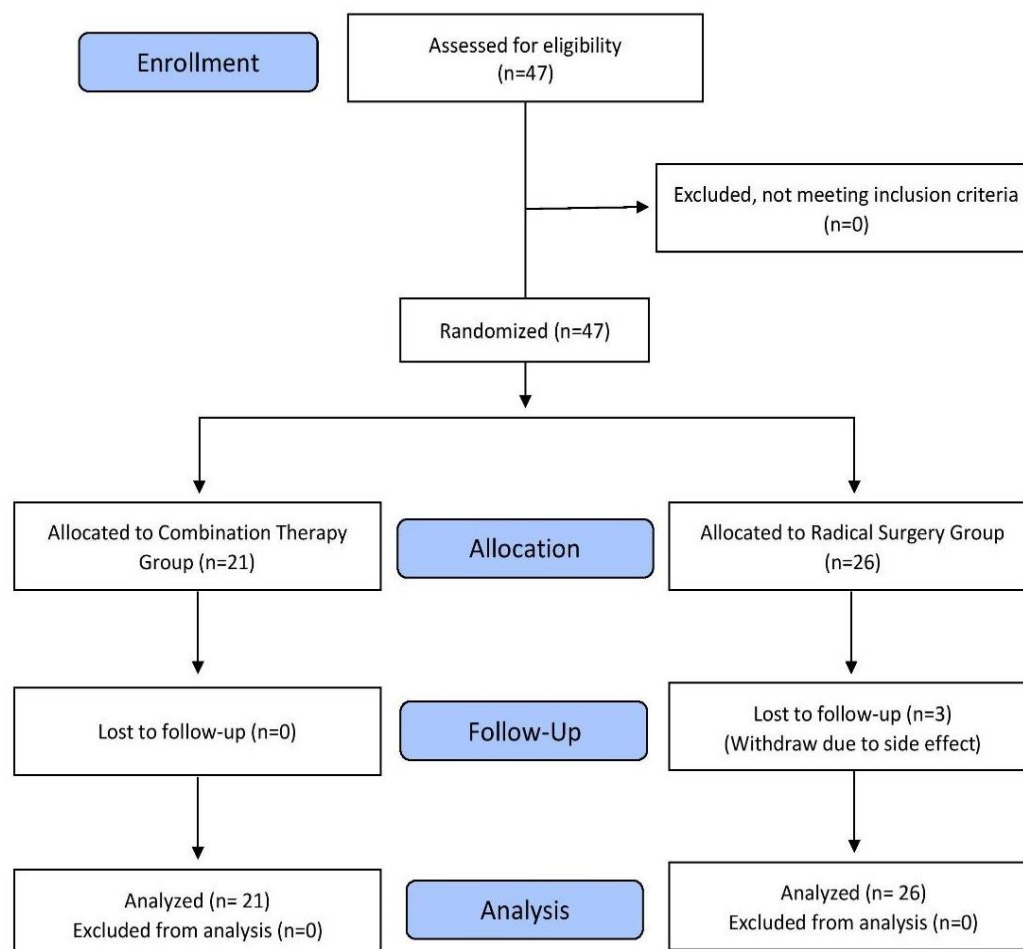 Enrollment
Assessed for eligibility
(n=47)
Excluded, not meeting inclusion criteria
(n=0)
Randomized (n=47)
Allocated to Combination Therapy
Group (n=21)
Allocation
Allocated to Radical Surgery Group
(n=26)
Lost to follow-up (n=0)
Follow-Up
Lost to follow-up (n=3)
(Withdraw due to side effect)
Analyzed (n= 21)
Excluded from analysis (n=0)
Analysis
Analyzed (n= 26)
Excluded from analysis (n=0)